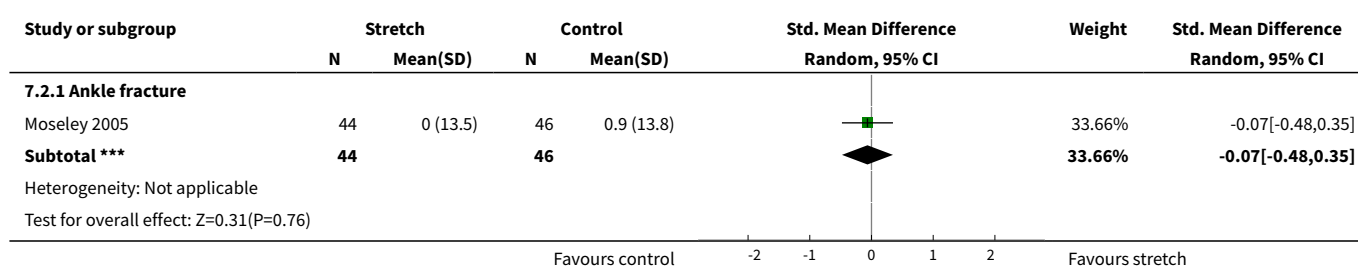 Study or subgroup Stretch Control Std. Mean Difference Weight Std. Mean Difference
N Mean(SD) N Mean(SD) Random, 95% CI Random, 95% CI
7.2.1 Ankle fracture
Moseley 2005 44 0 (13.5) 46 0.9 (13.8) 33.66% -0.07[-0.48,0.35]
Subtotal *** 44 46 33.66% -0.07[-0.48,0.35]
Heterogeneity: Not applicable
Test for overall effect: Z=0.31(P=0.76)
Favours control -2 -1 0 1 2 Favours stretch